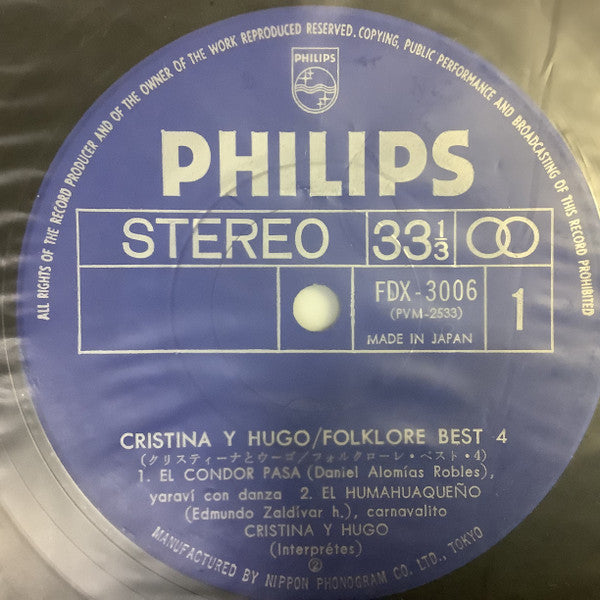 ALL RIGHTS OF THE RECORD PRODUCER AND OF THE OWNER OF THE WORK REPRODUCED RESERVED. COPYING, PUBLIC PERFORMANCE AND BROADCASTING OF THIS RECORD PROHIBITED
PHILIPS
PHILIPS
STEREO 33 1/3
FDX-3006 1
(PVM-2533)
MADE IN JAPAN
CRISTINA Y HUGO/FOLKLORE BEST 4
(クリスティーナとウーゴ/フォルクローレ・ベスト・4)
1. EL CONDOR PASA (Daniel Alomías Robles),
yaraví con danza 2. EL HUMAHUAQUEÑO
(Edmundo Zaldívar h.), carnavalito
CRISTINA Y HUGO
(Interprétes)
②
MANUFACTURED BY NIPPON PHONOGRAM CO. LTD., TOKYO